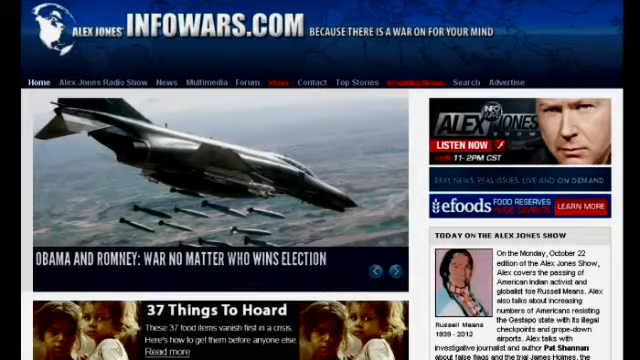 ALEX JONES' INFOWARS.COM BECAUSE THERE IS A WAR ON FOR YOUR MIND
Home Alex Jones Radio Show News Multimedia Forum Contact Top Stories Search Advertise
INFO WARS
ALEX JONES
SHOW
LISTEN NOW
11-2PM CST
REAL NEWS, REAL ISSUES, LIVE AND ON DEMAND
efoods FOOD RESERVES LEARN MORE
OBAMA AND ROMNEY: WAR NO MATTER WHO WINS ELECTION
TODAY ON THE ALEX JONES SHOW
On the Monday, October 22
edition of the Alex Jones Show,
Alex covers the passing of
American Indian activist and
globalist foe Russell Means. Alex
also talks about increasing
numbers of Americans resisting
the Gestapo state with its illegal
checkpoints and grope-down
airports. Alex talks with
investigative journalist and author Pat Shannan
about false flags and the trial James Holmes, the
Russell Means
1939 - 2012
37 Things To Hoard
These 37 food items vanish first in a crisis.
Here's how to get them before anyone else.
Read more